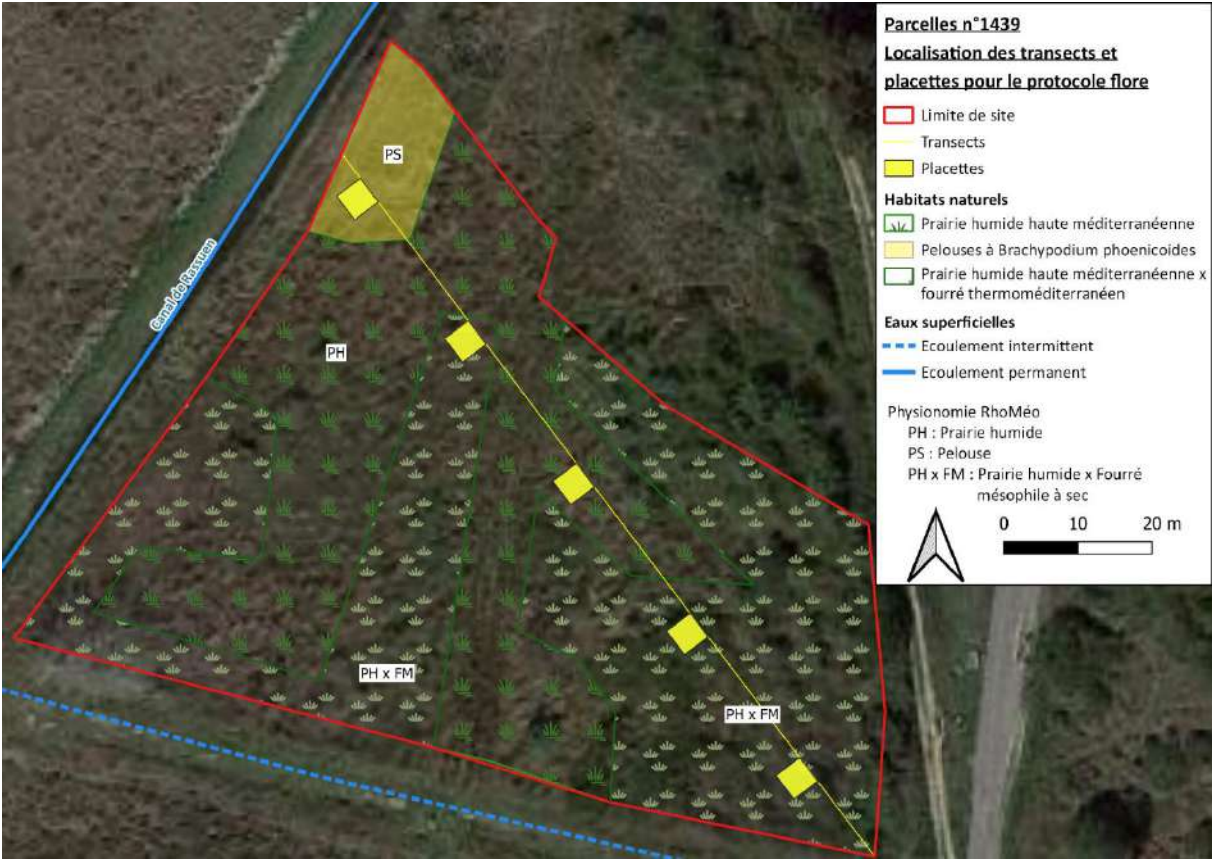 Parcelles n°1439
Localisation des transects et
placettes pour le protocole flore
Limite de site
Transects
Placettes
Habitats naturels
Prairie humide haute méditerranéenne
Pelouses à Brachypodium phoenicoides
Prairie humide haute méditerranéenne x
fourré thermoméditerranéen
Eaux superficielles
Ecoulement intermittent
Ecoulement permanent
Physionomie RhoMéo
PH : Prairie humide
PS : Pelouse
PH x FM : Prairie humide x Fourré
mésophile à sec
0 10 20 m
PS
Canal de Rassuen
PH
PH x FM
PH x FM